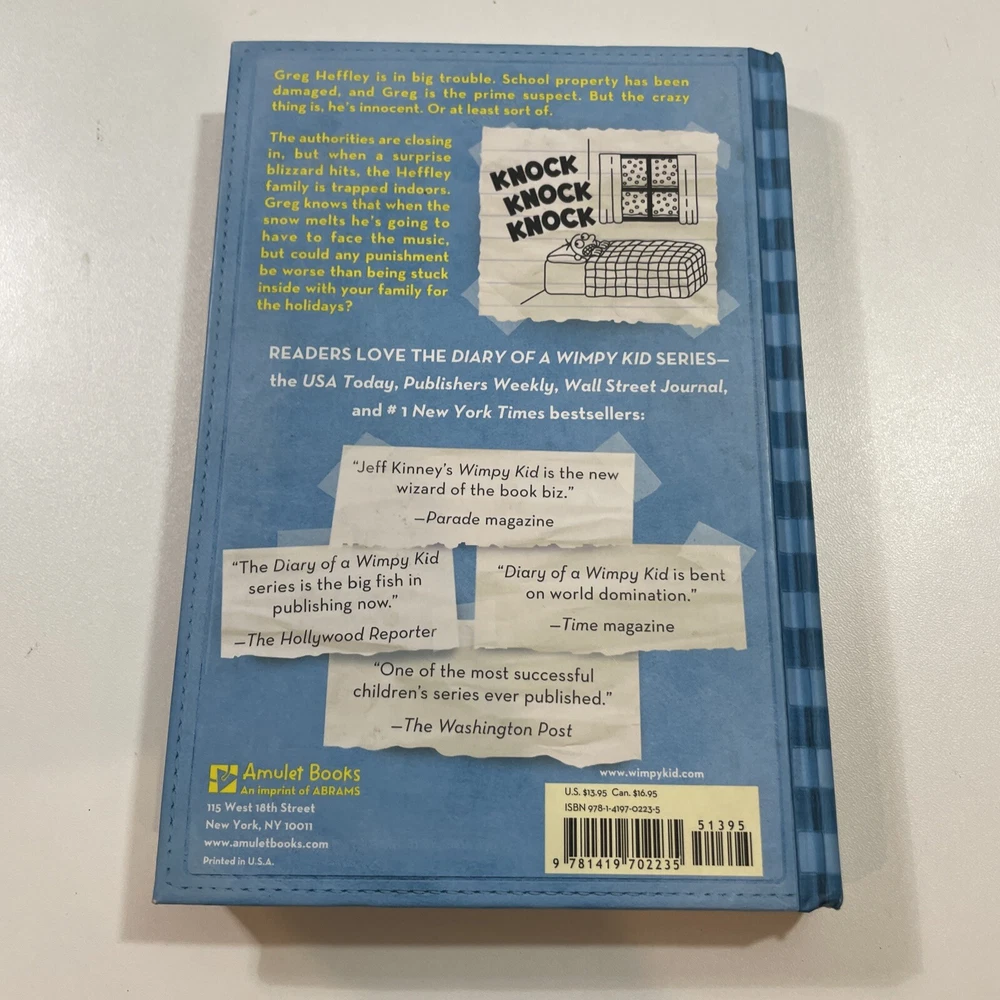 Greg Heffley is in big trouble. School property has been
damaged, and Greg is the prime suspect. But the crazy
thing is, he's innocent. Or at least sort of.
The authorities are closing
in, but when a surprise
blizzard hits, the Heffley
family is trapped indoors.
Greg knows that when the
snow melts he's going to
have to face the music,
but could any punishment
be worse than being stuck
inside with your family for
the holidays?
KNOCK
KNOCK
KNOCK
READERS LOVE THE DIARY OF A WIMPY KID SERIES—
the USA Today, Publishers Weekly, Wall Street Journal,
and #1 New York Times bestsellers:
"Jeff Kinney's Wimpy Kid is the new
wizard of the book biz."
—Parade magazine
"The Diary of a Wimpy Kid
series is the big fish in
publishing now."
—The Hollywood Reporter
"Diary of a Wimpy Kid is bent
on world domination."
—Time magazine
"One of the most successful
children's series ever published."
—The Washington Post
Amulet Books
An imprint of ABRAMS
115 West 18th Street
New York, NY 10011
www.amuletbooks.com
Printed in U.S.A.
www.wimpykid.com
U.S. $13.95 Can. $16.95
ISBN 978-1-4197-0223-5
51395
9 781419 702235